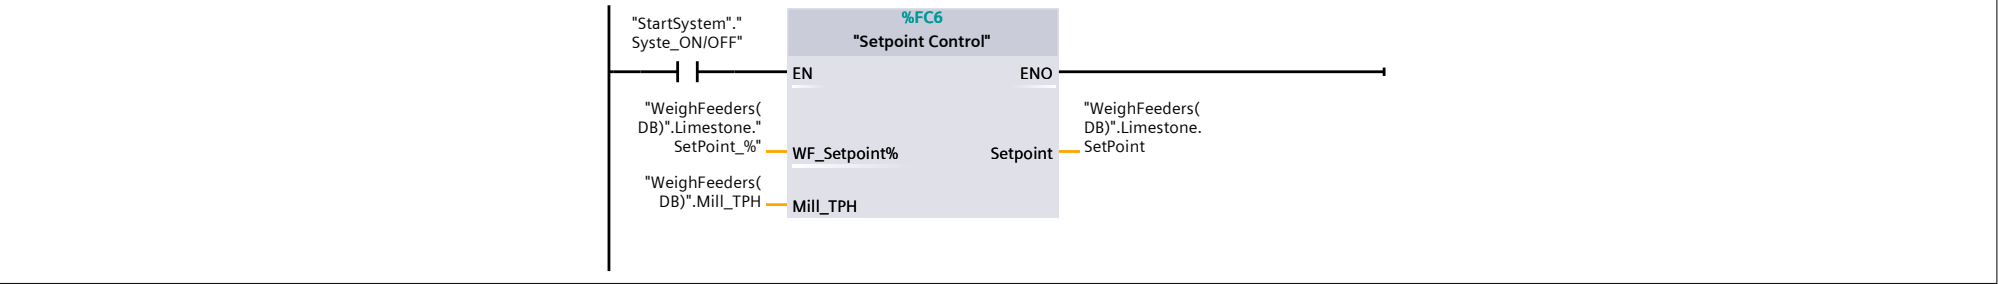 "StartSystem"."
Syste_ON/OFF"
%FC6
"Setpoint Control"
EN
ENO
"WeighFeeders(
DB)".Limestone."
SetPoint_%"
WF_Setpoint%
Setpoint
"WeighFeeders(
DB)".Limestone.
SetPoint
"WeighFeeders(
DB)".Mill_TPH
Mill_TPH